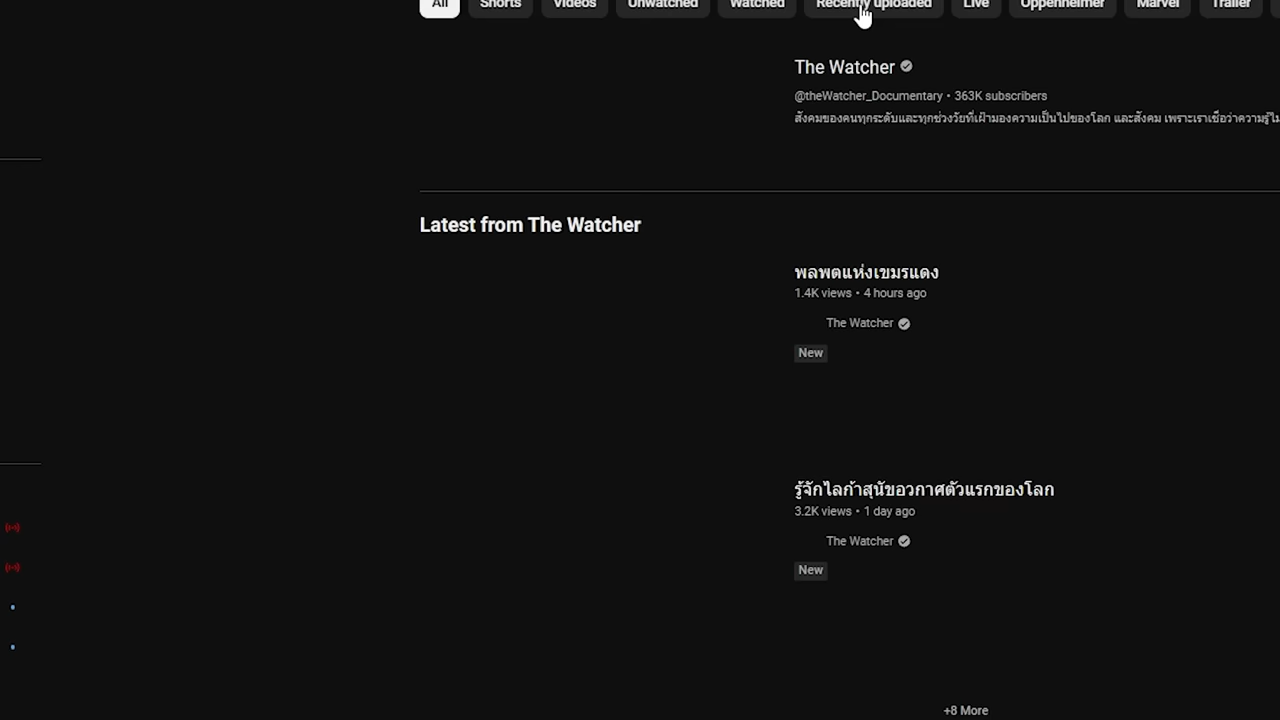 All Shorts Videos Unwatched Watched Recently uploaded Live Oppenheimer Marvel Trailer
The Watcher
@theWatcher_Documentary • 363K subscribers
สังคมของคนทุกระดับและทุกช่วงวัยที่เฝ้ามองความเป็นไปของโลก และสังคม เพราะเราเชื่อว่าความรู้ไม
Latest from The Watcher
พลพตแห่งเขมรแดง
1.4K views • 4 hours ago
The Watcher
New
รู้จักไลก้าสุนัขอวกาศตัวแรกของโลก
3.2K views • 1 day ago
The Watcher
New
+8 More